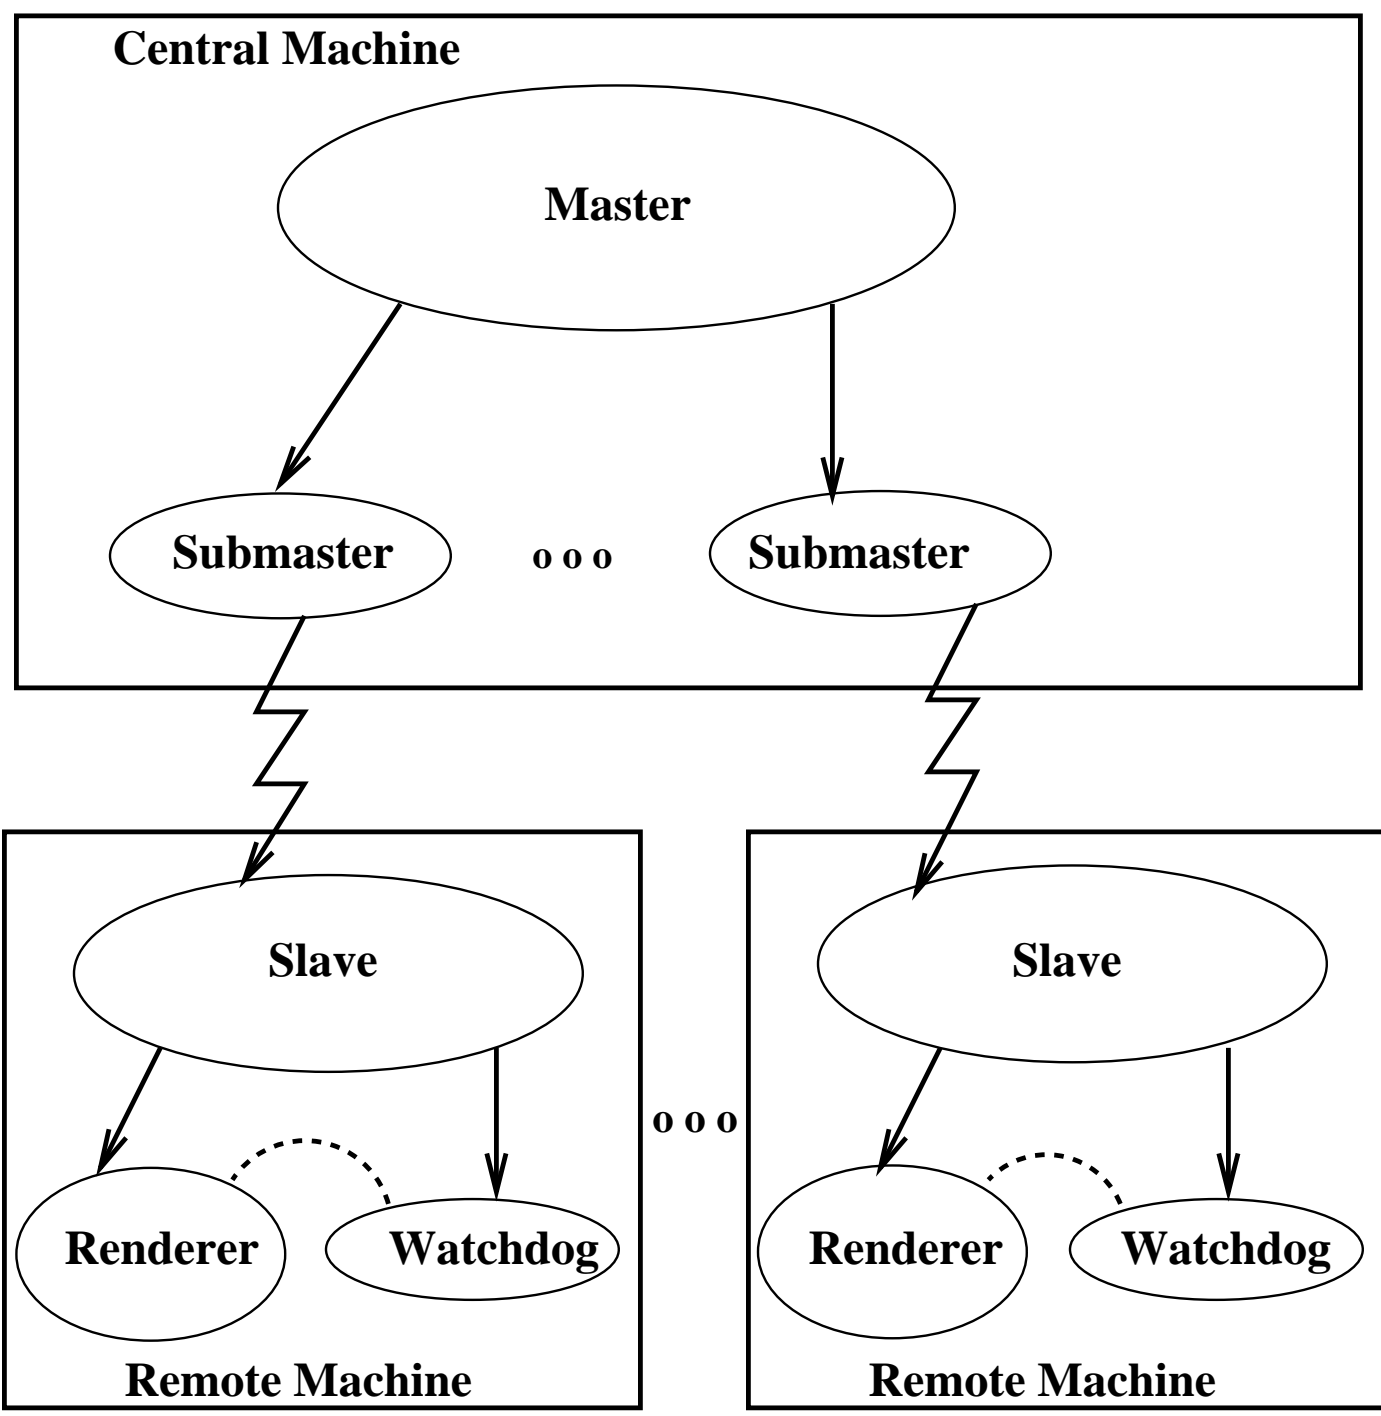 Central Machine
Master
Submaster
o o o
Submaster
Slave
Slave
o o o
Renderer
Watchdog
Renderer
Watchdog
Remote Machine
Remote Machine